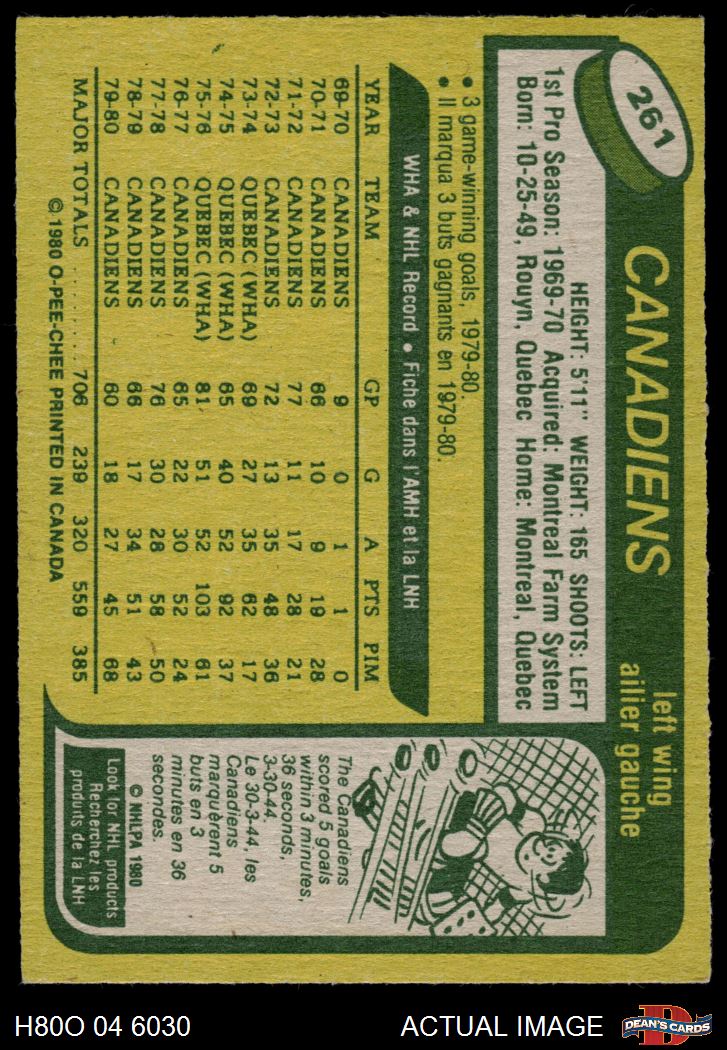 261
CANADIENS
left wing
ailier gauche
HEIGHT: 5'11" WEIGHT: 165 SHOOTS: LEFT
1st Pro Season: 1969-70 Acquired: Montreal Farm System
Born: 10-25-49, Rouyn, Quebec Home: Montreal, Quebec
• 3 game-winning goals, 1979-80.
• Il marqua 3 buts gagnants en 1979-80.
WHA & NHL Record • Fiche dans l'AMH et la LNH
YEAR TEAM GP G A PTS PIM
69-70 CANADIENS 9 0 1 1 0
70-71 CANADIENS 66 10 9 19 28
71-72 CANADIENS 77 11 17 28 21
72-73 CANADIENS 72 13 35 48 36
73-74 QUEBEC (WHA) 69 27 35 62 17
74-75 QUEBEC (WHA) 65 40 52 92 37
75-76 QUEBEC (WHA) 81 51 52 103 61
76-77 CANADIENS 65 22 30 52 24
77-78 CANADIENS 76 30 28 58 50
78-79 CANADIENS 66 17 34 51 43
79-80 CANADIENS 60 18 27 45 68
MAJOR TOTALS .......... 706 239 320 559 385
© 1980 O-PEE-CHEE PRINTED IN CANADA
The Canadiens
scored 5 goals
within 3 minutes,
36 seconds,
3-30-44.
Le 30-3-44, les
Canadiens
marquèrent 5
buts en 3
minutes en 36
secondes.
© NHLPA 1980
Look for NHL products
Recherchez les
produits de la LNH
H80O 04 6030
ACTUAL IMAGE
D
DEAN'S CARDS